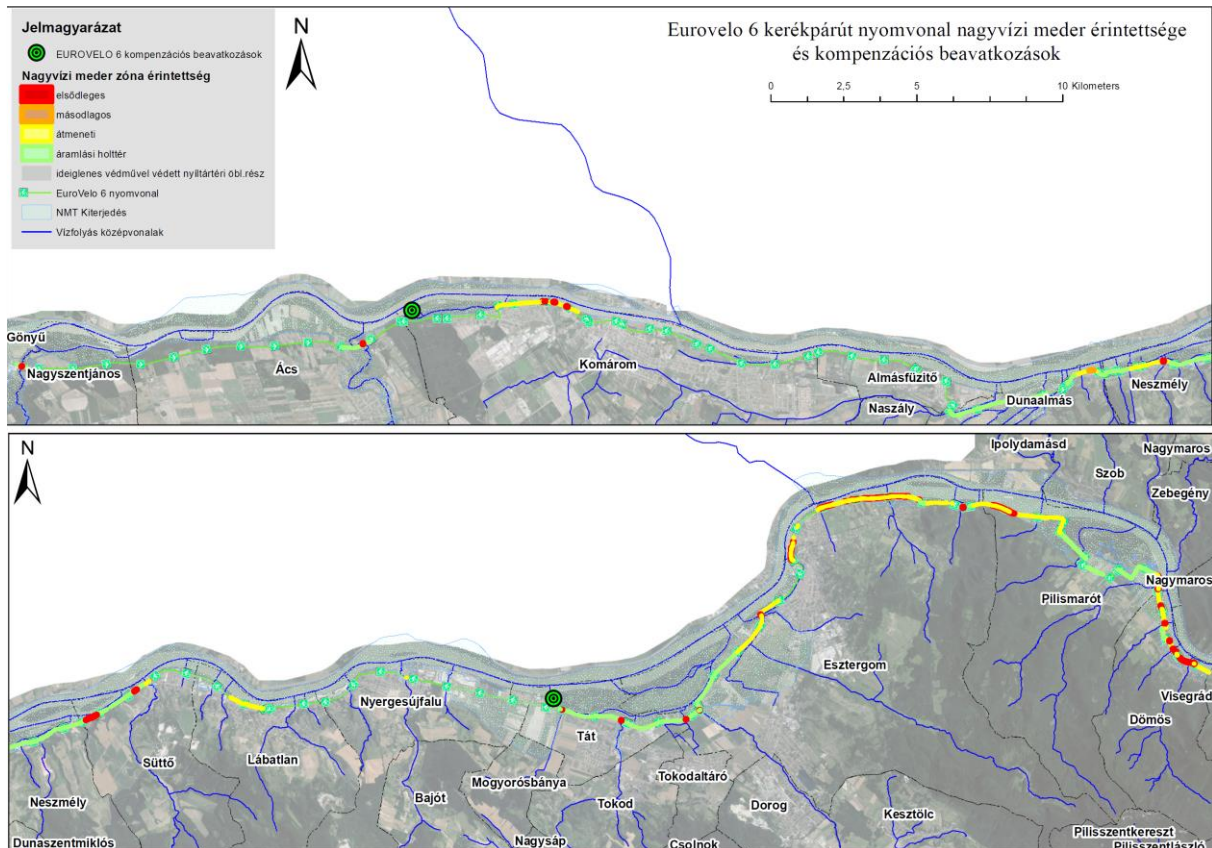 Jelmagyarázat
EUROVELO 6 kompenzációs beavatkozások
Nagyvízi meder zóna érintettség
elsődleges
másodlagos
átmeneti
áramlási holttér
ideiglenes védművel védett nyíltártéri öbl.rész
EuroVelo 6 nyomvonal
NMT Kiterjedés
Vízfolyás középvonalak
N
Eurovelo 6 kerékpárút nyomvonal nagyvízi meder érintettsége
és kompenzációs beavatkozások
0 2,5 5 10 Kilometers
Gönyű
Nagyszentjános
Ács
Komárom
Almásfüzitő
Naszály
Dunaalmás
Neszmély
N
Ipolydamásd
Szob
Nagymaros
Zebegény
Nagymaros
Pilismarót
Visegrád
Dömös
Esztergom
Nyergesújfalu
Tát
Süttő
Lábatlan
Mogyorósbánya
Tokodaltáró
Neszmély
Bajót
Tokod
Dorog
Kesztölc
Dunaszentmiklós
Nagysáp
Csolnok
Pilisszentkereszt
Pilisszentlászló